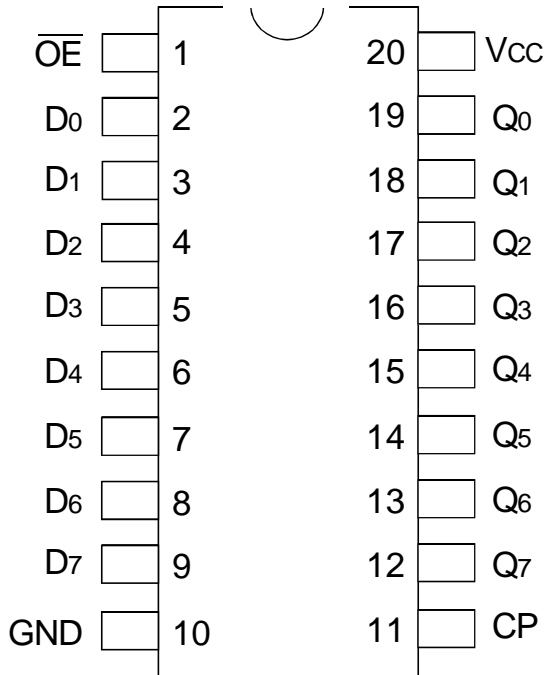 O̅E̅ 1 20 VCC
D0 2 19 Q0
D1 3 18 Q1
D2 4 17 Q2
D3 5 16 Q3
D4 6 15 Q4
D5 7 14 Q5
D6 8 13 Q6
D7 9 12 Q7
GND 10 11 CP